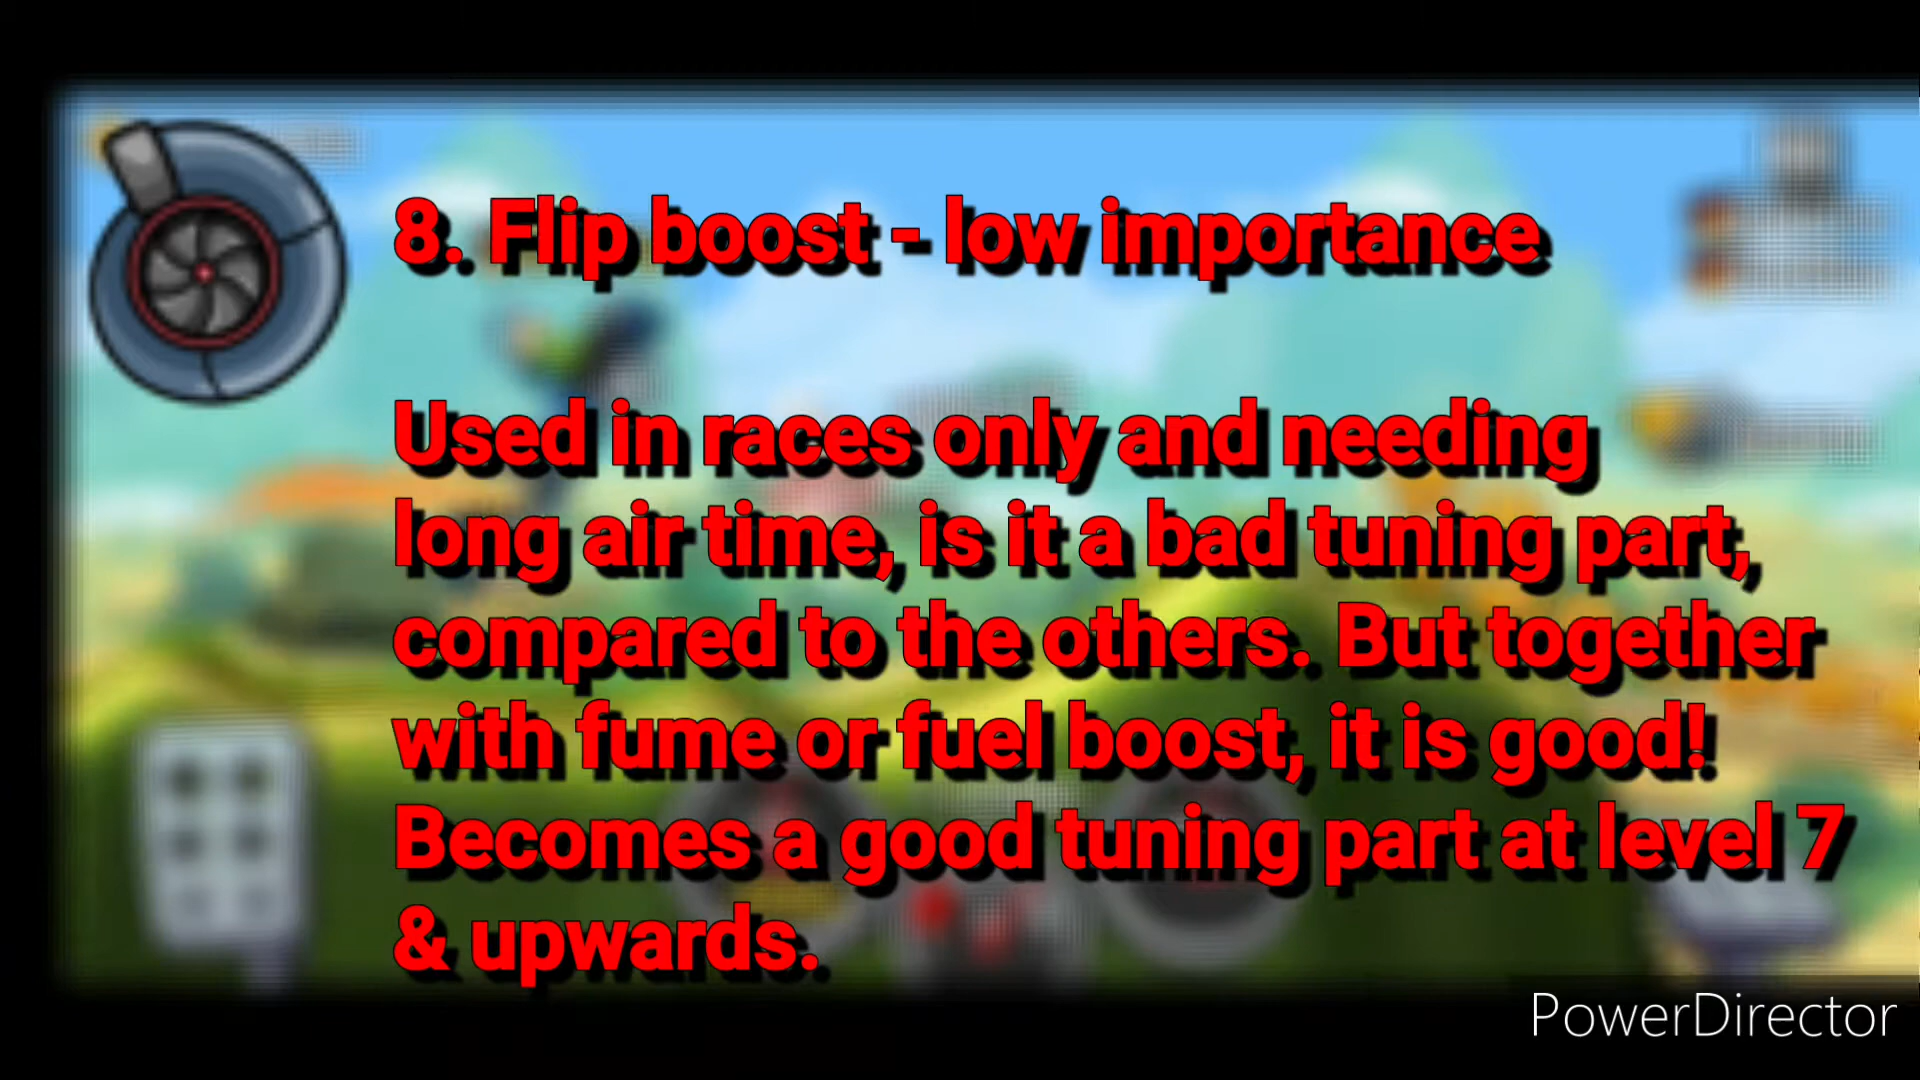 8. Flip boost - low importance
Used in races only and needing
long air time, is it a bad tuning part,
compared to the others. But together
with fume or fuel boost, it is good!
Becomes a good tuning part at level 7
& upwards.
PowerDirector